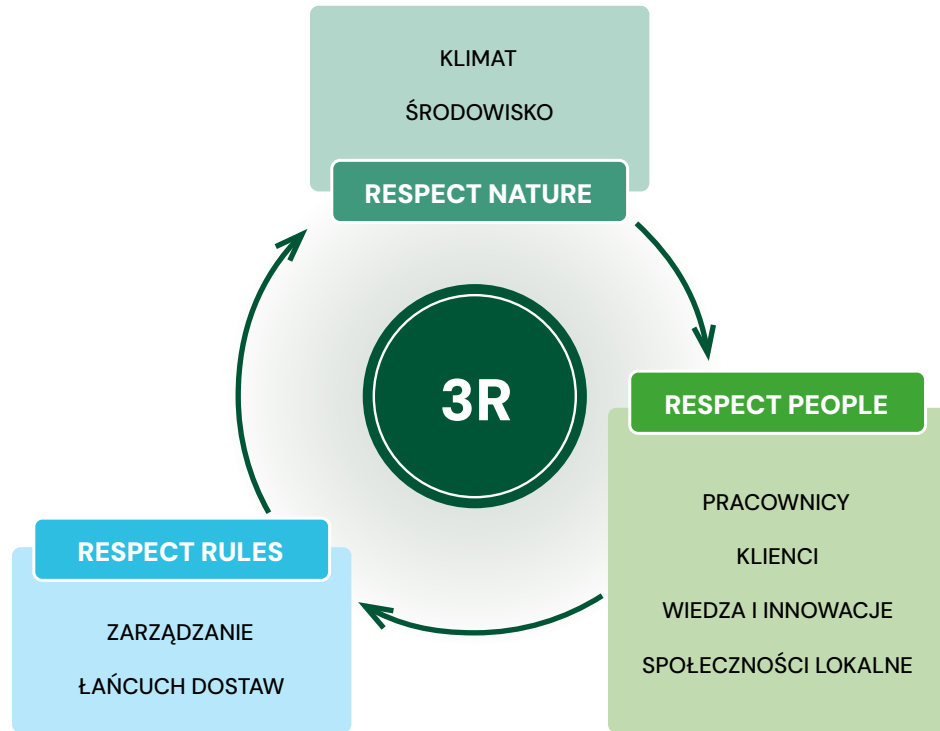 KLIMAT
ŚRODOWISKO
RESPECT NATURE
3R
RESPECT PEOPLE
PRACOWNICY
KLIENCI
WIEDZA I INNOWACJE
SPOŁECZNOŚCI LOKALNE
RESPECT RULES
ZARZĄDZANIE
ŁAŃCUCH DOSTAW